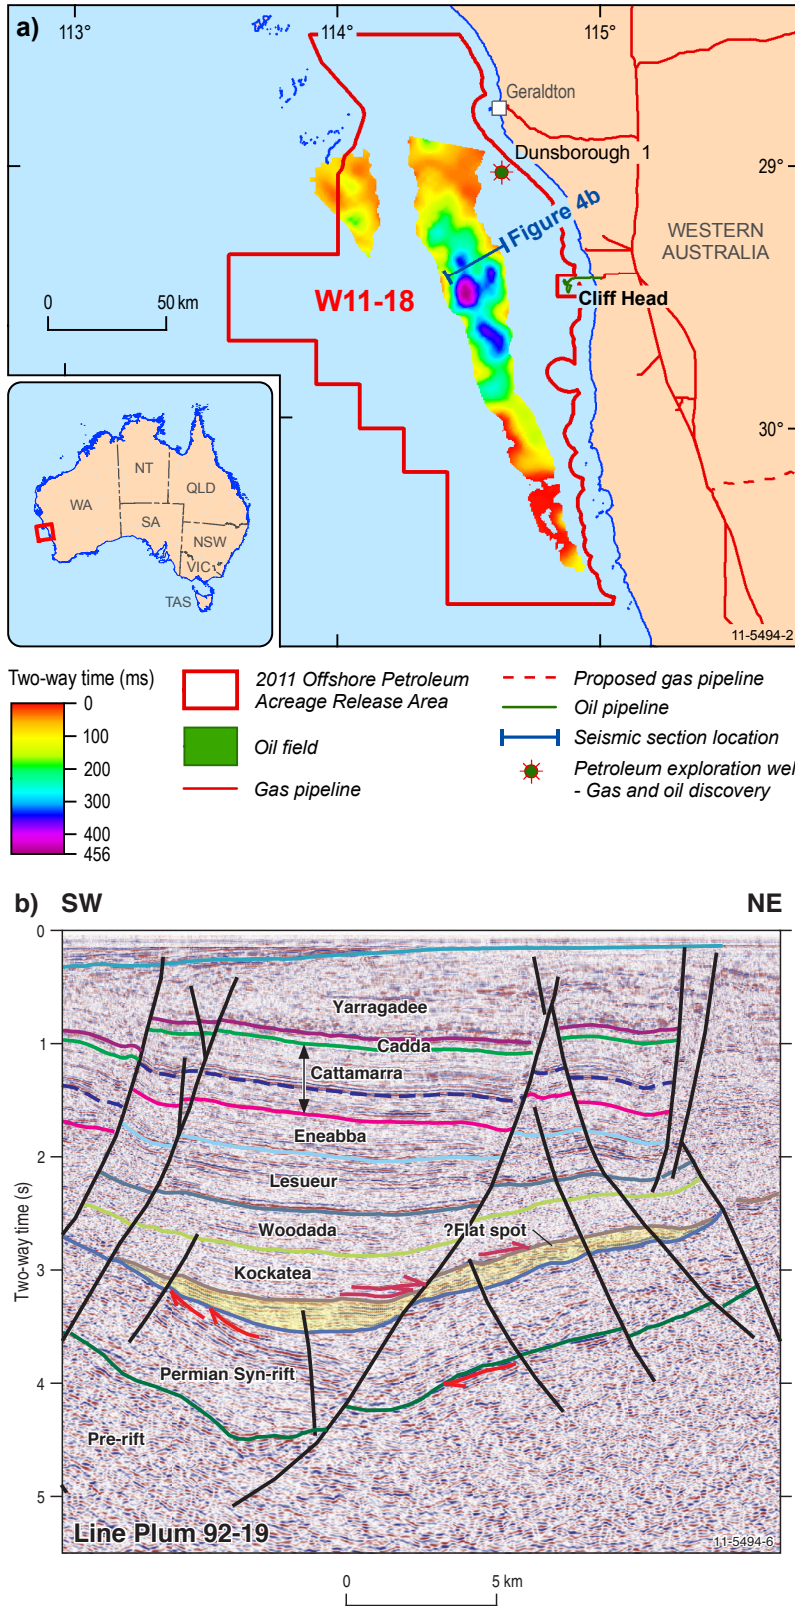 a)
113°
114°
115°
Geraldton
Dunsborough 1
29°
Figure 4b
WESTERN
AUSTRALIA
W11-18
Cliff Head
0
50 km
30°
NT
QLD
WA
SA
NSW
VIC
TAS
11-5494-2
Two-way time (ms)
0
100
200
300
400
456
2011 Offshore Petroleum
Acreage Release Area
Oil field
Gas pipeline
Proposed gas pipeline
Oil pipeline
Seismic section location
Petroleum exploration wel
- Gas and oil discovery
b) SW
NE
0
1
2
3
4
5
Two-way time (s)
Yarragadee
Cadda
Cattamarra
Eneabba
Lesueur
Woodada
?Flat spot
Kockatea
Permian Syn-rift
Pre-rift
Line Plum 92-19
11-5494-6
0
5 km